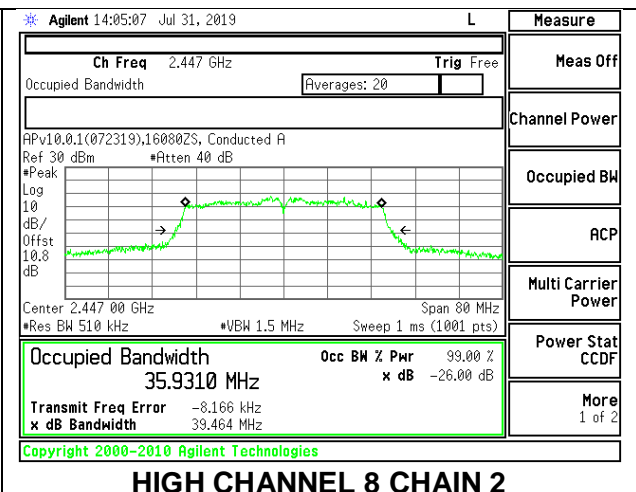 Agilent 14:05:07 Jul 31, 2019 L
Measure
Ch Freq 2.447 GHz Trig Free
Occupied Bandwidth Averages: 20
Meas Off
Channel Power
Occupied BW
ACP
Multi Carrier
Power
Power Stat
CCDF
More
1 of 2
APv10.0.1(072319),16080ZS, Conducted A
Ref 30 dBm #Atten 40 dB
#Peak
Log
10
dB/
Offst
10.8
dB
Center 2.447 00 GHz Span 80 MHz
#Res BW 510 kHz #VBW 1.5 MHz Sweep 1 ms (1001 pts)
Occupied Bandwidth Occ BW % Pwr 99.00 %
35.9310 MHz x dB -26.00 dB
Transmit Freq Error -8.166 kHz
x dB Bandwidth 39.464 MHz
Copyright 2000-2010 Agilent Technologies
HIGH CHANNEL 8 CHAIN 2